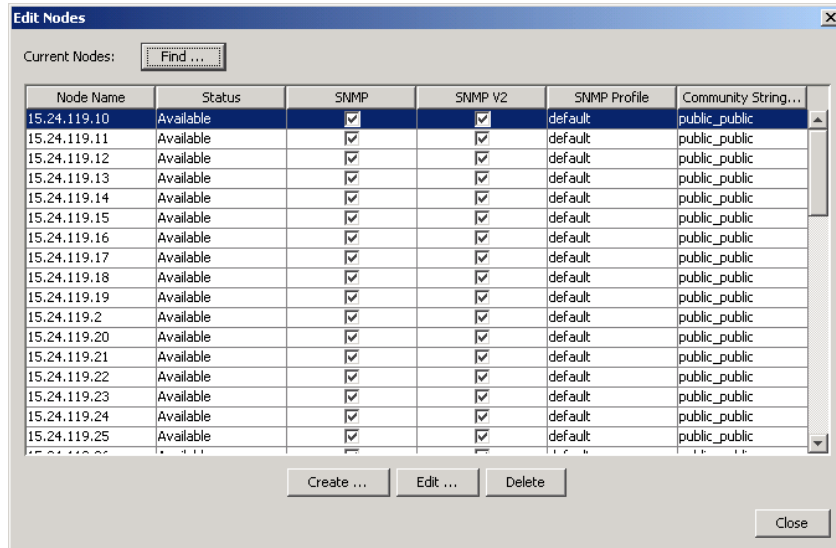 Edit Nodes
Current Nodes: Find ...
Node Name Status SNMP SNMP V2 SNMP Profile Community String...
15.24.119.10 Available default public_public
15.24.119.11 Available default public_public
15.24.119.12 Available default public_public
15.24.119.13 Available default public_public
15.24.119.14 Available default public_public
15.24.119.15 Available default public_public
15.24.119.16 Available default public_public
15.24.119.17 Available default public_public
15.24.119.18 Available default public_public
15.24.119.19 Available default public_public
15.24.119.2 Available default public_public
15.24.119.20 Available default public_public
15.24.119.21 Available default public_public
15.24.119.22 Available default public_public
15.24.119.23 Available default public_public
15.24.119.24 Available default public_public
15.24.119.25 Available default public_public
Create ... Edit ... Delete
Close